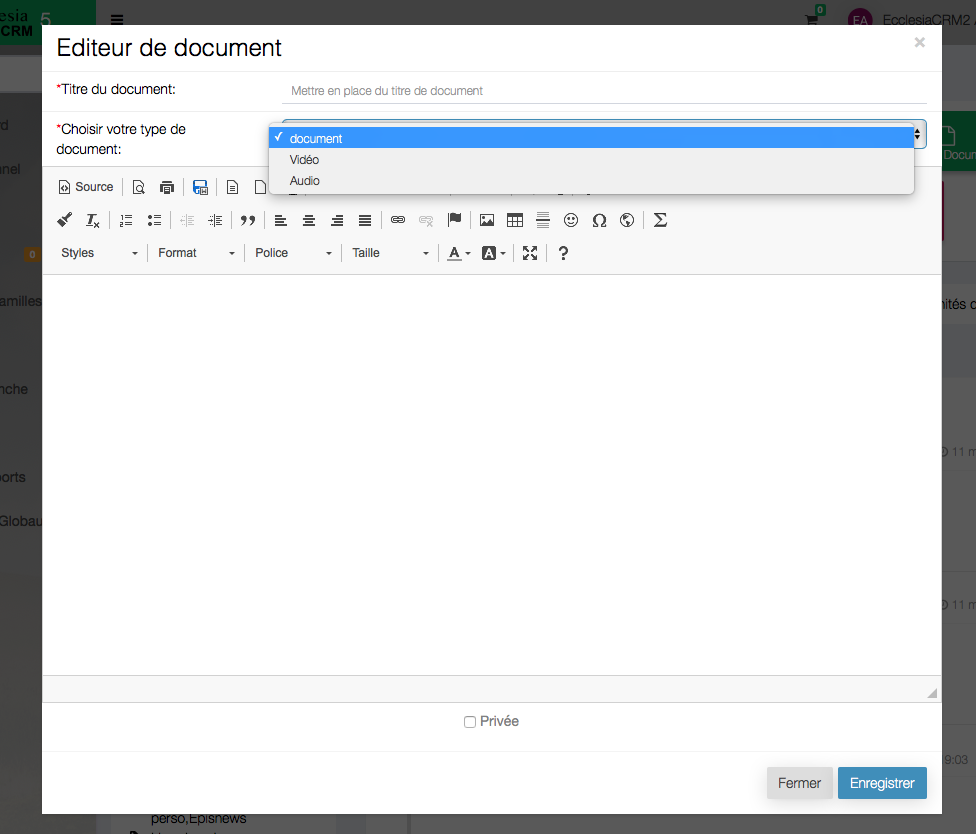 esia 5
CRM
0
EA EcclesiaCRM2
Editeur de document
×
*Titre du document:
Mettre en place du titre de document
*Choisir votre type de
document:
✓ document
Vidéo
Audio
Source
Styles
Format
Police
Taille
?
Privée
Fermer
Enregistrer
rd
nel
0
amilles
nche
orts
Globau
Docum
nités d
11 m
11 m
9:03
perso,Episnews